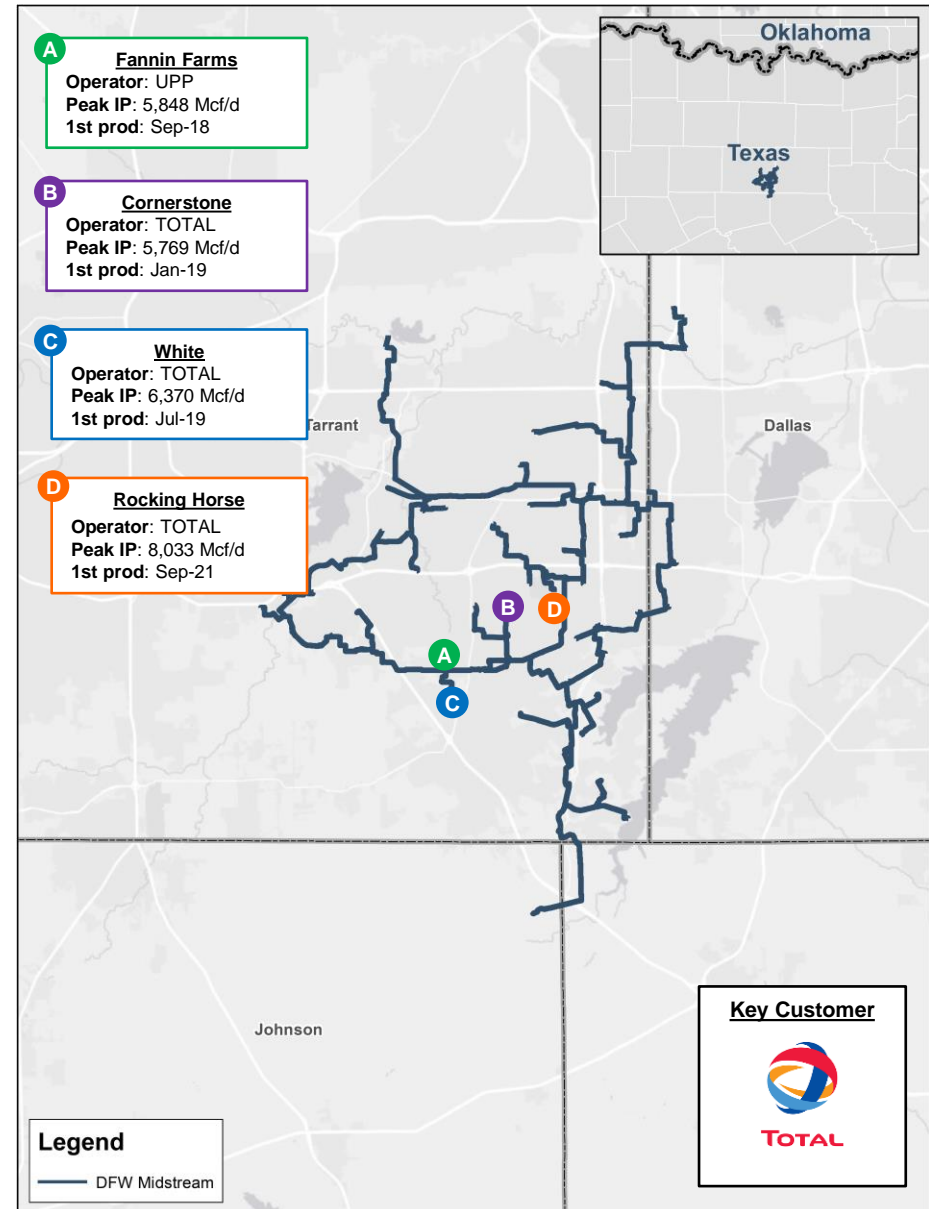 A
Fannin Farms
Operator: UPP
Peak IP: 5,848 Mcf/d
1st prod: Sep-18
B
Cornerstone
Operator: TOTAL
Peak IP: 5,769 Mcf/d
1st prod: Jan-19
C
White
Operator: TOTAL
Peak IP: 6,370 Mcf/d
1st prod: Jul-19
D
Rocking Horse
Operator: TOTAL
Peak IP: 8,033 Mcf/d
1st prod: Sep-21
Oklahoma
Texas
Tarrant
Dallas
B
D
A
C
Johnson
Key Customer
TOTAL
Legend
DFW Midstream